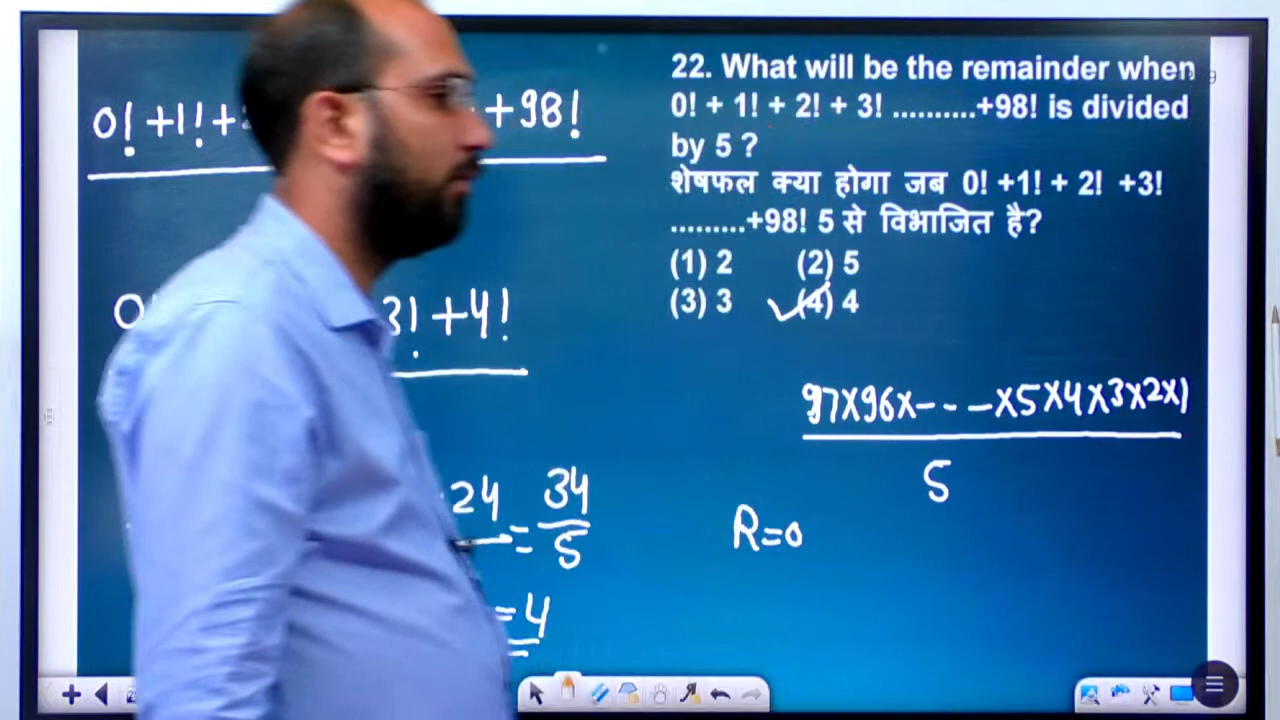 0! +1! +
+98!
0
3! +4!
24 = 34/5
=4
22. What will be the remainder when
0! + 1! + 2! + 3! ..........+98! is divided
by 5 ?
शेषफल क्या होगा जब 0! +1! + 2! +3!
.........+98! 5 से विभाजित है?
(1) 2 (2) 5
(3) 3 (4) 4
97X96X---X5X4X3X2X1
5
R=0